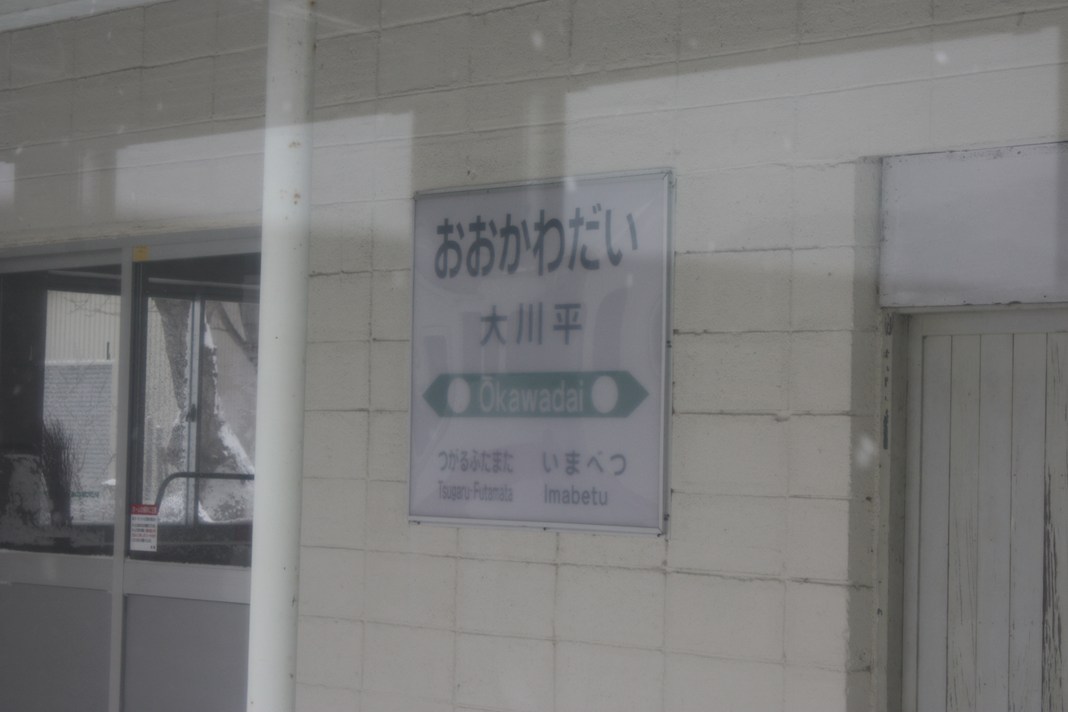 おおかわだい
大川平
Ōkawadai
つがるふたまた いまべつ
Tsugaru-Futamata Imabetu